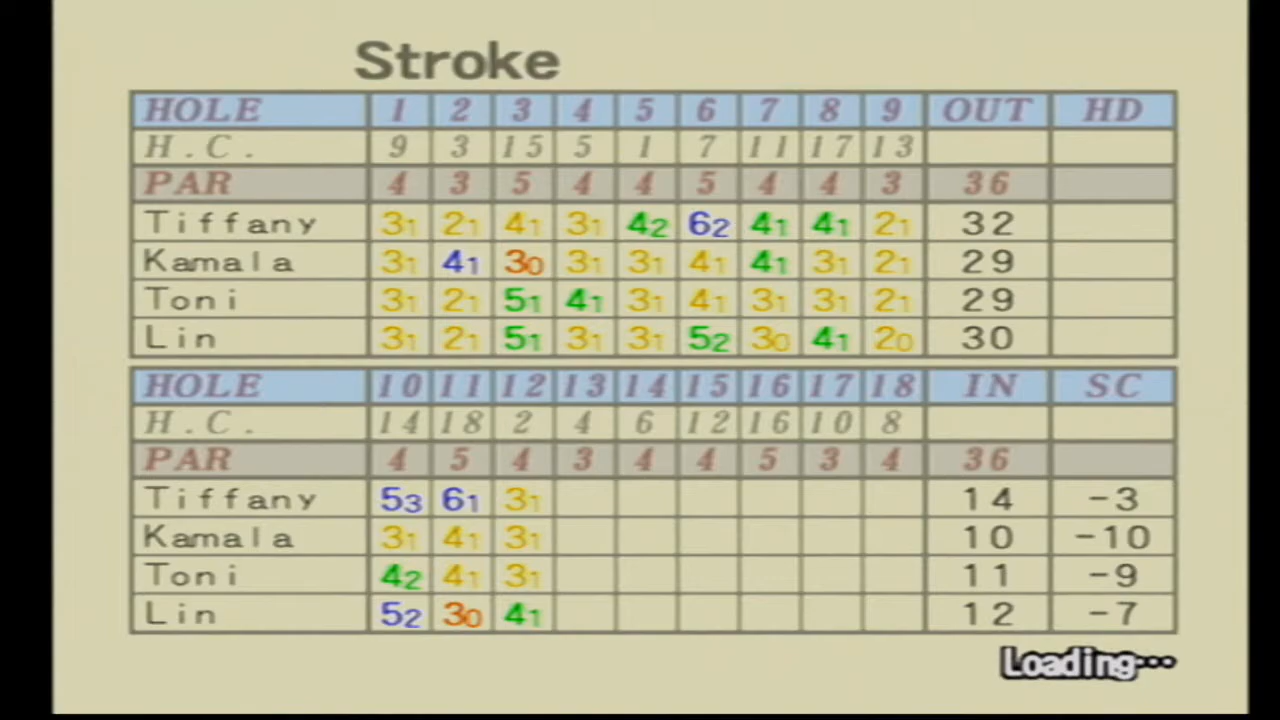 Stroke
HOLE 1 2 3 4 5 6 7 8 9 OUT HD
H.C. 9 3 15 5 1 7 11 17 13
PAR 4 3 5 4 4 5 4 4 3 36
Tiffany 31 21 41 31 42 62 41 41 21 32
Kamala 31 41 30 31 31 41 41 31 21 29
Toni 31 21 51 41 31 41 31 31 21 29
Lin 31 21 51 31 31 52 30 41 20 30
HOLE 10 11 12 13 14 15 16 17 18 IN SC
H.C. 14 18 2 4 6 12 16 10 8
PAR 4 5 4 3 4 4 5 3 4 36
Tiffany 53 61 31 14 -3
Kamala 31 41 31 10 -10
Toni 42 41 31 11 -9
Lin 52 30 41 12 -7
Loading···